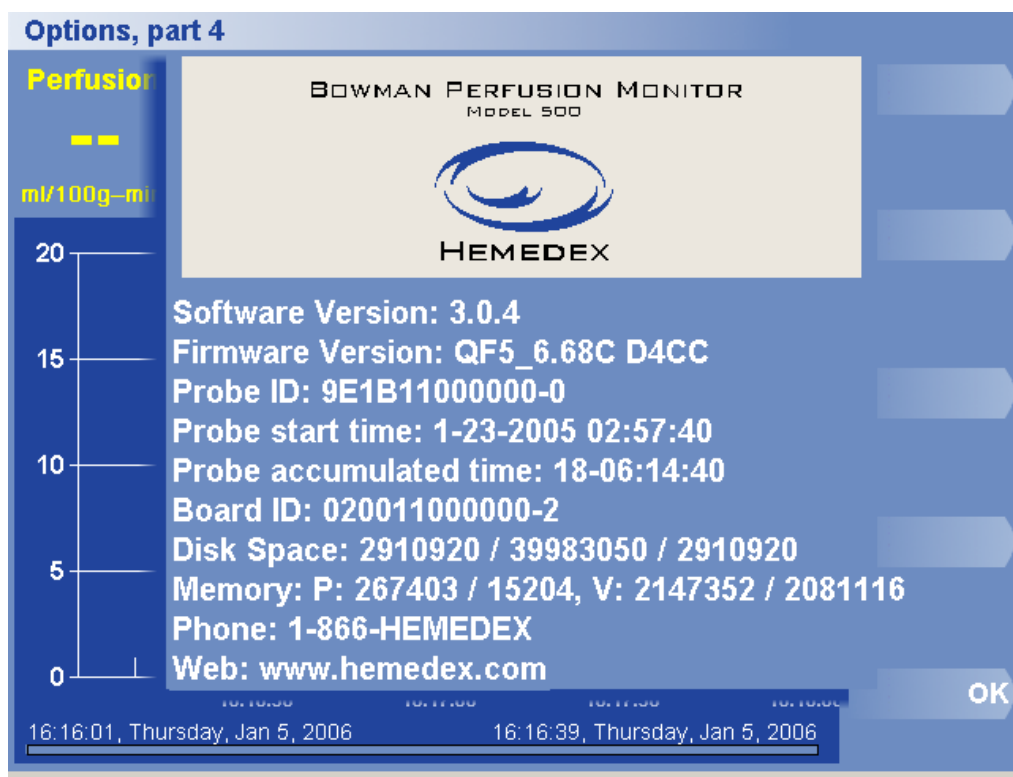 Options, part 4
Perfusion
--
ml/100g–min
BOWMAN PERFUSION MONITOR
MODEL 500
HEMEDEX
Software Version: 3.0.4
Firmware Version: QF5_6.68C D4CC
Probe ID: 9E1B11000000-0
Probe start time: 1-23-2005 02:57:40
Probe accumulated time: 18-06:14:40
Board ID: 020011000000-2
Disk Space: 2910920 / 39983050 / 2910920
Memory: P: 267403 / 15204, V: 2147352 / 2081116
Phone: 1-866-HEMEDEX
Web: www.hemedex.com
20
15
10
5
0
OK
16:16:01, Thursday, Jan 5, 2006 16:16:39, Thursday, Jan 5, 2006